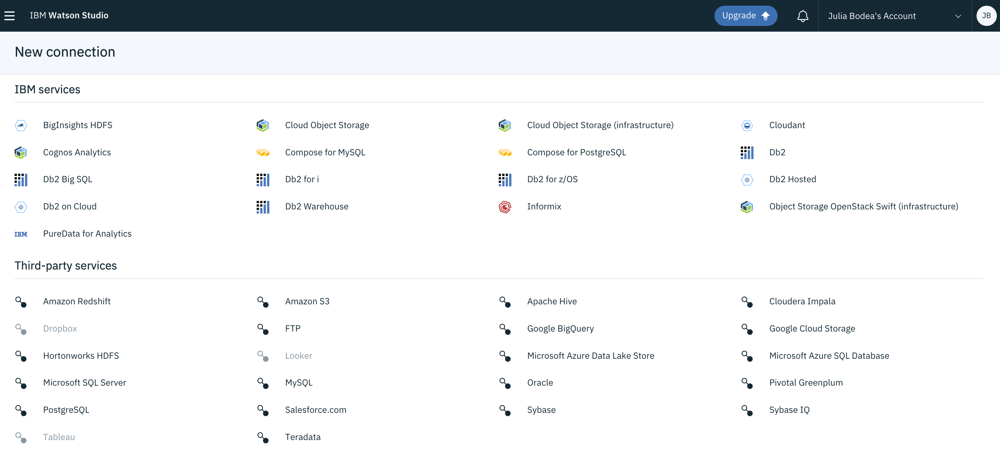 IBM Watson Studio
Upgrade
Julia Bodea's Account
JB
New connection
IBM services
BigInsights HDFS
Cloud Object Storage
Cloud Object Storage (infrastructure)
Cloudant
Cognos Analytics
Compose for MySQL
Compose for PostgreSQL
Db2
Db2 Big SQL
Db2 for i
Db2 for z/OS
Db2 Hosted
Db2 on Cloud
Db2 Warehouse
Informix
Object Storage OpenStack Swift (infrastructure)
IBM
PureData for Analytics
Third-party services
Amazon Redshift
Amazon S3
Apache Hive
Cloudera Impala
Dropbox
FTP
Google BigQuery
Google Cloud Storage
Hortonworks HDFS
Looker
Microsoft Azure Data Lake Store
Microsoft Azure SQL Database
Microsoft SQL Server
MySQL
Oracle
Pivotal Greenplum
PostgreSQL
Salesforce.com
Sybase
Sybase IQ
Tableau
Teradata